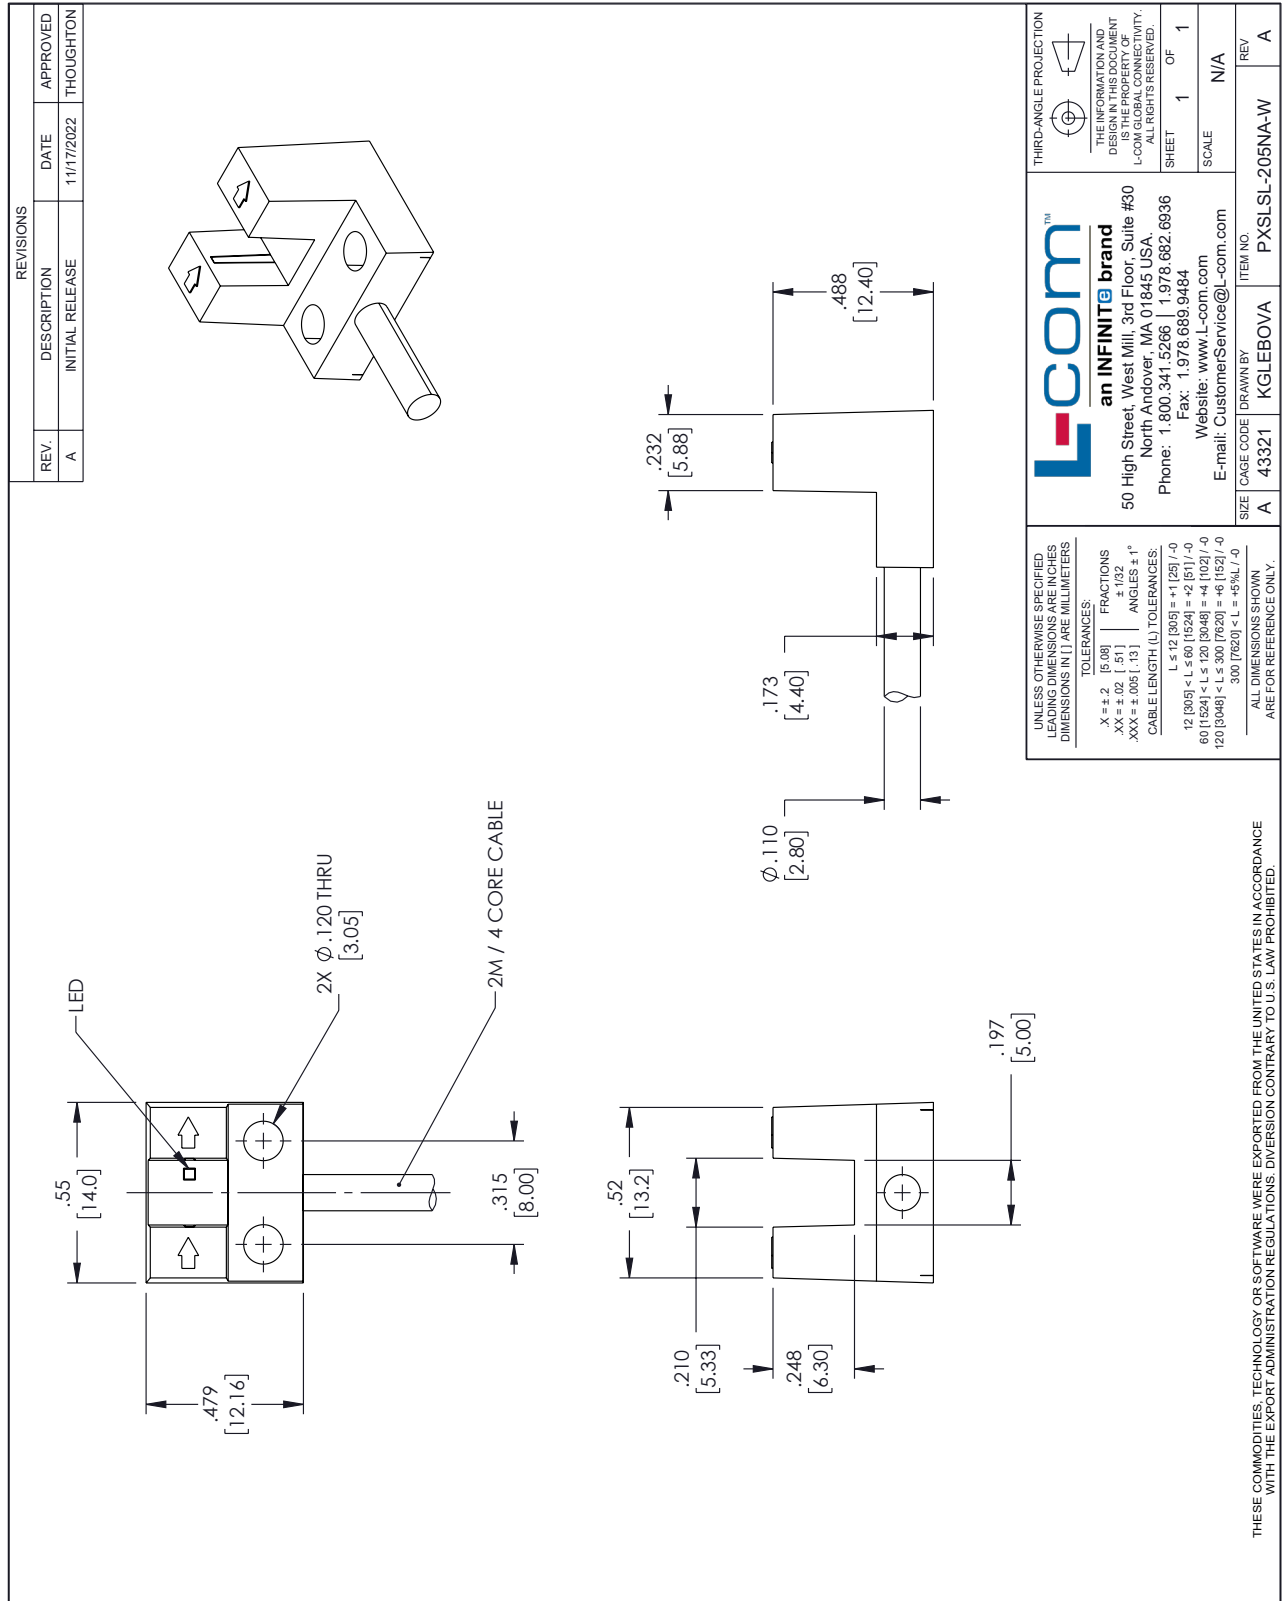 REVISIONS
REV. DESCRIPTION DATE APPROVED
A INITIAL RELEASE 11/17/2022 THOUGHTON
.55
[14.0]
LED
.479
[12.16]
2X Ø .120 THRU
[3.05]
2M / 4 CORE CABLE
.315
[8.00]
.52
[13.2]
.210
[5.33]
.248
[6.30]
.197
[5.00]
.232
[5.88]
.488
[12.40]
.173
[4.40]
Ø .110
[2.80]
UNLESS OTHERWISE SPECIFIED
LEADING DIMENSIONS ARE INCHES
DIMENSIONS IN [ ] ARE MILLIMETERS
TOLERANCES:
.X = ± .2 [5.08] FRACTIONS
.XX = ± .02 [ .51 ] ± 1/32
.XXX = ± .005 [ .13 ] ANGLES ± 1°
CABLE LENGTH (L) TOLERANCES:
L ≤ 12 [305] = +1 [25] / -0
12 [305] < L ≤ 60 [1524] = +2 [51] / -0
60 [1524] < L ≤ 120 [3048] = +4 [102] / -0
120 [3048] < L ≤ 300 [7620] = +6 [152] / -0
300 [7620] < L = +5%L / -0
ALL DIMENSIONS SHOWN
ARE FOR REFERENCE ONLY.
L-com™
an INFINITe brand
50 High Street, West Mill, 3rd Floor, Suite #30
North Andover, MA 01845 USA.
Phone: 1.800.341.5266 | 1.978.682.6936
Fax: 1.978.689.9484
Website: www.L-com.com
E-mail: CustomerService@L-com.com
THIRD-ANGLE PROJECTION
THE INFORMATION AND
DESIGN IN THIS DOCUMENT
IS THE PROPERTY OF
L-COM GLOBAL CONNECTIVITY.
ALL RIGHTS RESERVED.
SHEET 1 OF 1
SCALE N/A
SIZE A
CAGE CODE 43321
DRAWN BY KGLEBOVA
ITEM NO. PXSLSL-205NA-W
REV A
THESE COMMODITIES, TECHNOLOGY OR SOFTWARE WERE EXPORTED FROM THE UNITED STATES IN ACCORDANCE
WITH THE EXPORT ADMINISTRATION REGULATIONS. DIVERSION CONTRARY TO U.S. LAW PROHIBITED.